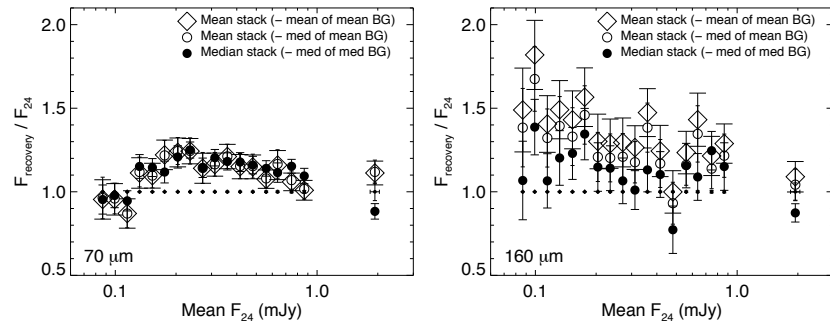 F_recovery / F_24
2.0
1.5
1.0
0.5
Mean stack (− mean of mean BG)
Mean stack (− med of mean BG)
Median stack (− med of med BG)
70 μm
0.1
1.0
Mean F_24 (mJy)
2.0
1.5
1.0
0.5
Mean stack (− mean of mean BG)
Mean stack (− med of mean BG)
Median stack (− med of med BG)
160 μm
0.1
1.0
Mean F_24 (mJy)